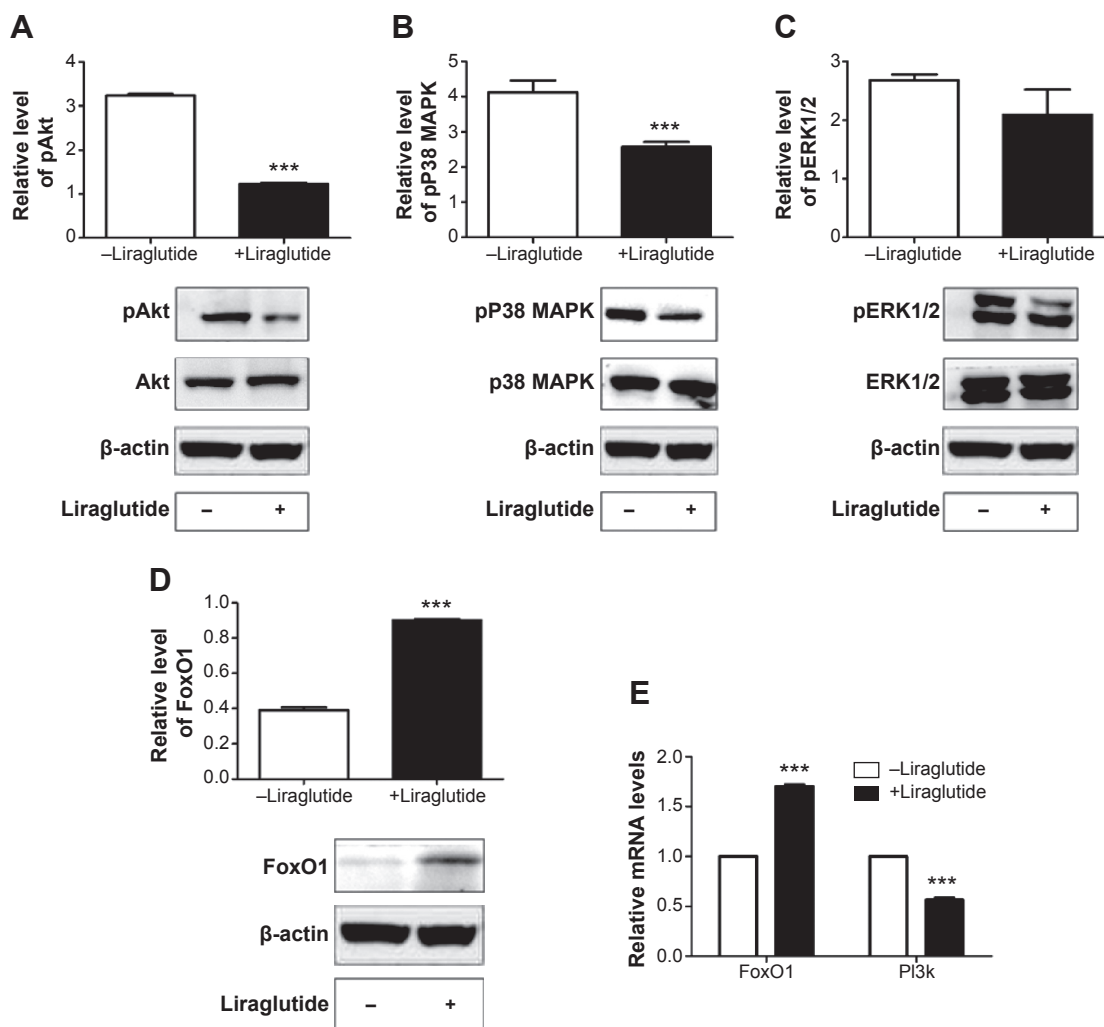 A
B
C
Relative level
of pAkt
4
3
2
1
0
***
–Liraglutide
+Liraglutide
Relative level
of pP38 MAPK
5
4
2
1
0
***
–Liraglutide
+Liraglutide
Relative level
of pERK1/2
3
2
1
0
–Liraglutide
+Liraglutide
pAkt
Akt
β-actin
Liraglutide
–
+
pP38 MAPK
p38 MAPK
β-actin
Liraglutide
–
+
pERK1/2
ERK1/2
β-actin
Liraglutide
–
+
D
Relative level
of FoxO1
1.0
0.8
0.6
0.4
0.2
0.0
***
–Liraglutide
+Liraglutide
FoxO1
β-actin
Liraglutide
–
+
E
Relative mRNA levels
2.0
1.5
1.0
0.5
0.0
***
***
–Liraglutide
+Liraglutide
FoxO1
PI3k